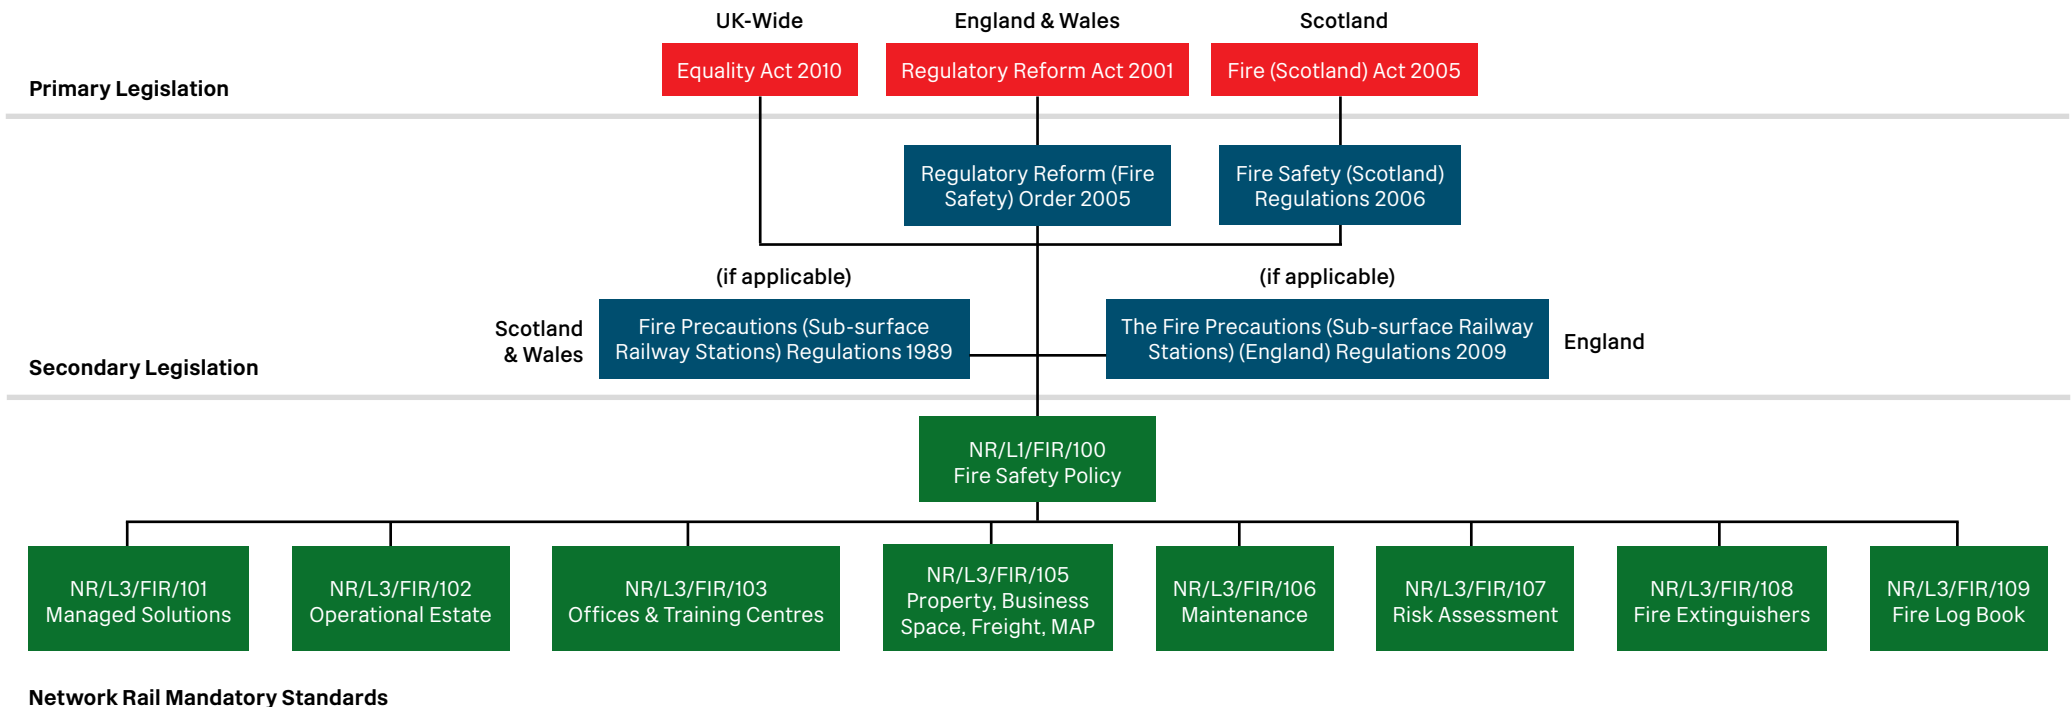 UK-Wide
England & Wales
Scotland
Equality Act 2010
Regulatory Reform Act 2001
Fire (Scotland) Act 2005
Primary Legislation
Regulatory Reform (Fire
Safety) Order 2005
Fire Safety (Scotland)
Regulations 2006
(if applicable)
(if applicable)
Scotland
& Wales
Fire Precautions (Sub-surface
Railway Stations) Regulations 1989
The Fire Precautions (Sub-surface Railway
Stations) (England) Regulations 2009
England
Secondary Legislation
NR/L1/FIR/100
Fire Safety Policy
NR/L3/FIR/101
Managed Solutions
NR/L3/FIR/102
Operational Estate
NR/L3/FIR/103
Offices & Training Centres
NR/L3/FIR/105
Property, Business
Space, Freight, MAP
NR/L3/FIR/106
Maintenance
NR/L3/FIR/107
Risk Assessment
NR/L3/FIR/108
Fire Extinguishers
NR/L3/FIR/109
Fire Log Book
Network Rail Mandatory Standards